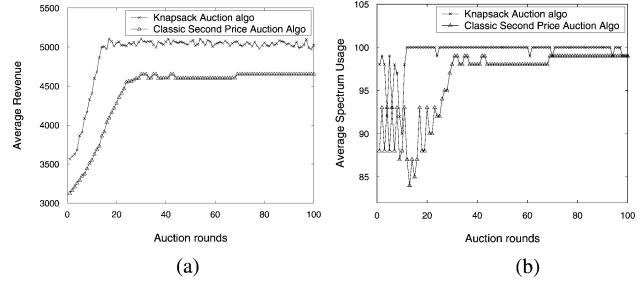 5500
5000
4500
4000
3500
3000
0
20
40
60
80
100
Average Revenue
Auction rounds
Knapsack Auction algo
Classic Second Price Auction Algo
(a)
105
100
95
90
85
0
20
40
60
80
100
Average Spectrum Usage
Auction rounds
Knapsack Auction algo
Classic Second Price Auction Algo
(b)